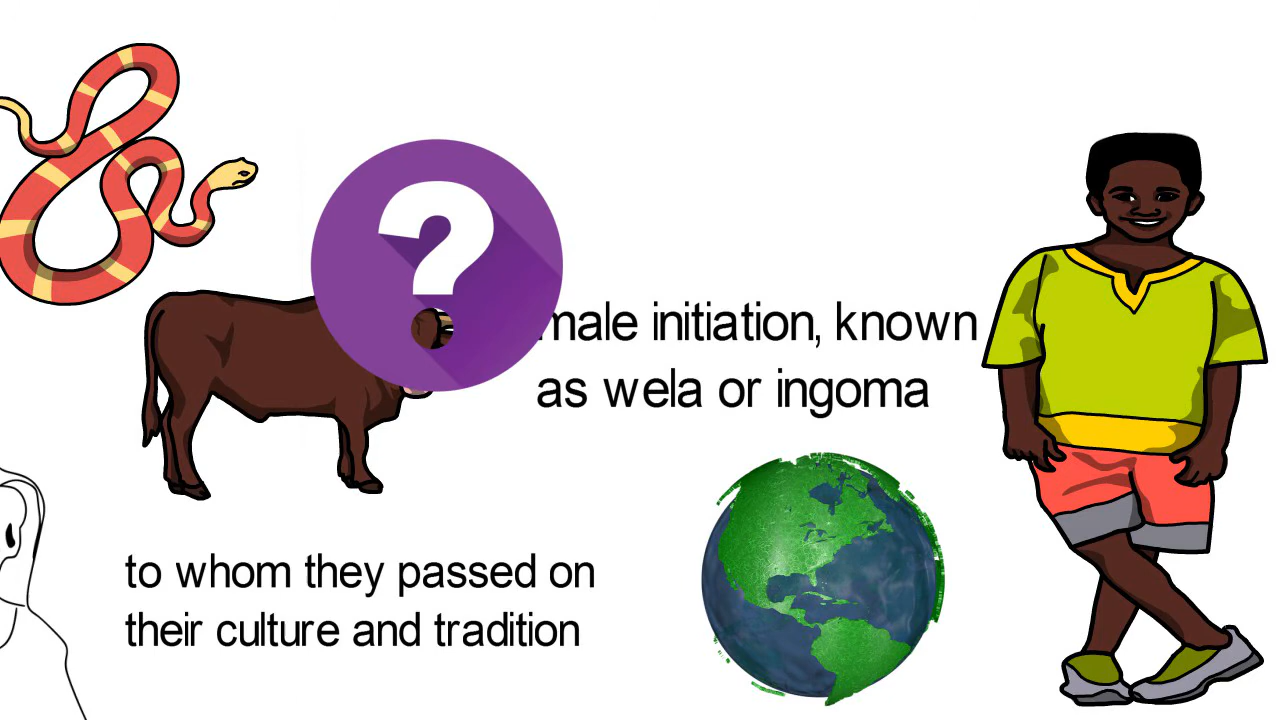 male initiation, known
as wela or ingoma
to whom they passed on
their culture and tradition